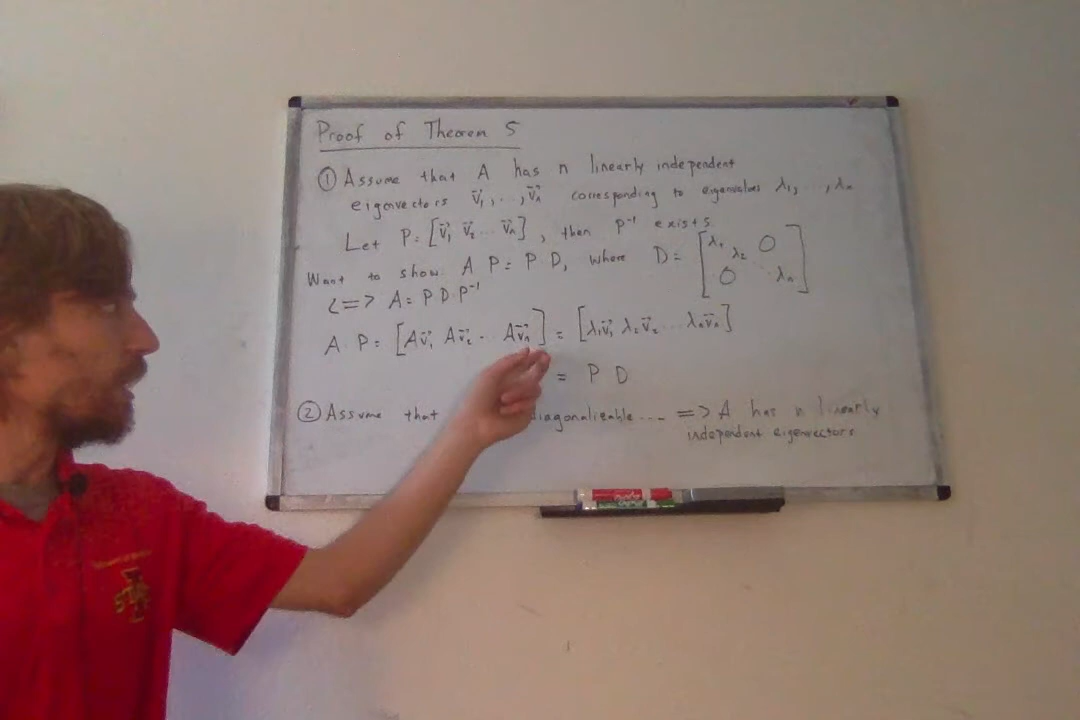 Proof of Theorem 5
① Assume that A has n linearly independent
eigenvectors v⃗₁, ..., v⃗ₙ corresponding to eigenvalues λ₁, ..., λₙ
Let P = [v⃗₁ v⃗₂ ... v⃗ₙ], then P⁻¹ exists.
Want to show A P = P D, where D = [λ₁ λ₂ ... λₙ 0 0]
<=> A = P D P⁻¹
A P = [Av⃗₁ Av⃗₂ ... Av⃗ₙ] = [λ₁v⃗₁ λ₂v⃗₂ ... λₙv⃗ₙ]
= P D
② Assume that diagonalizable .... => A has n linearly
independent eigenvectors